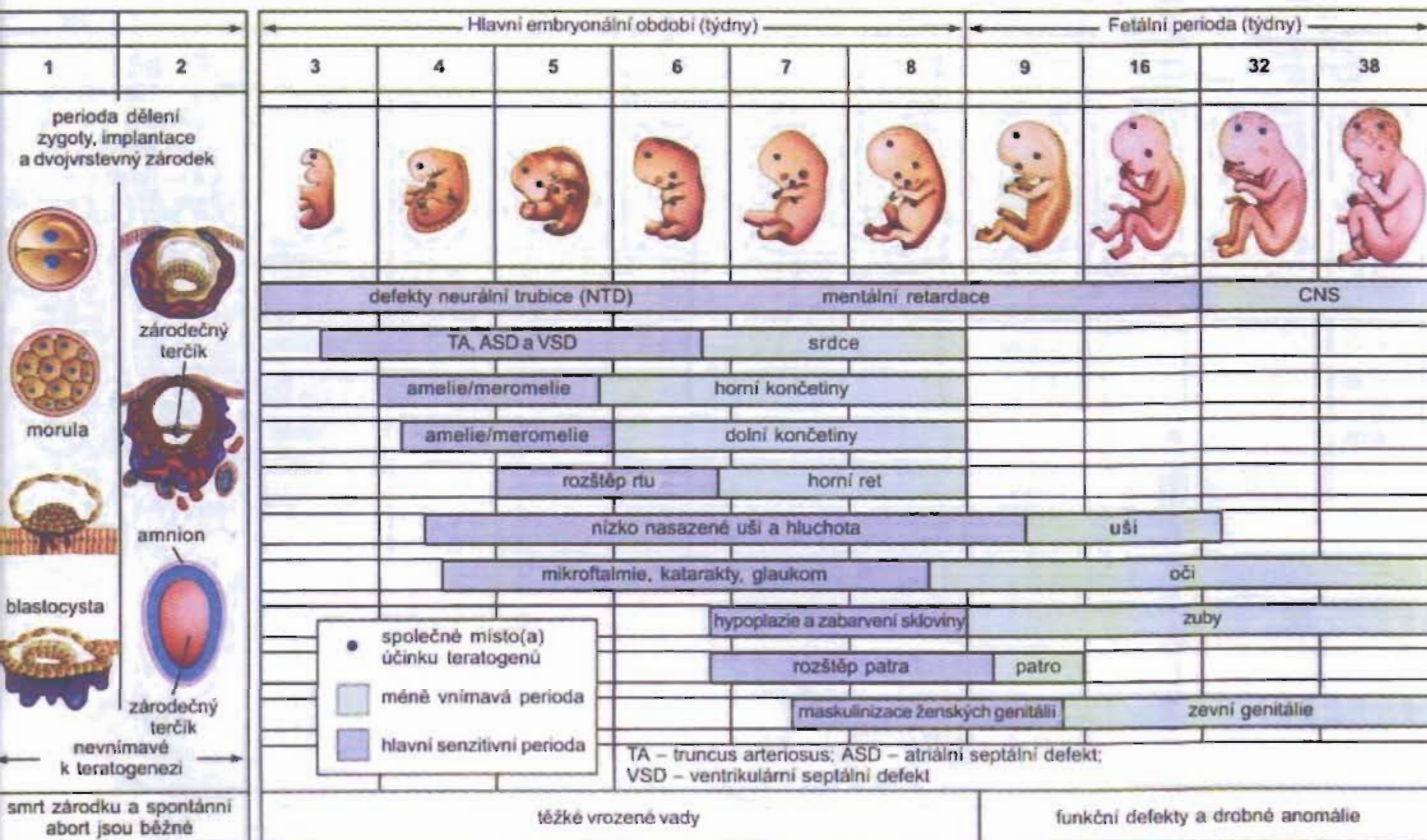 Hlavní embryonální období (týdny)
Fetální perioda (týdny)
1
2
3
4
5
6
7
8
9
16
32
38
perioda dělení
zygoty, implantace
a dvojvrstevný zárodek
zárodečný
terčík
morula
amnion
blastocysta
zárodečný
terčík
nevnímavé
k teratogenezi
smrt zárodku a spontánní
abort jsou běžné
defekty neurální trubice (NTD)
mentální retardace
CNS
TA, ASD a VSD
srdce
amelie/meromelie
horní končetiny
amelie/meromelie
dolní končetiny
rozštěp rtu
horní ret
nízko nasazené uši a hluchota
uši
mikroftalmie, katarakty, glaukom
oči
hypoplazie a zabarvení skloviny
zuby
rozštěp patra
patro
maskulinizace ženských genitálií
zevní genitálie
společné místo(a)
účinku teratogenů
méně vnímavá perioda
hlavní senzitivní perioda
TA – truncus arteriosus; ASD – atriální septální defekt;
VSD – ventrikulární septální defekt
těžké vrozené vady
funkční defekty a drobné anomálie